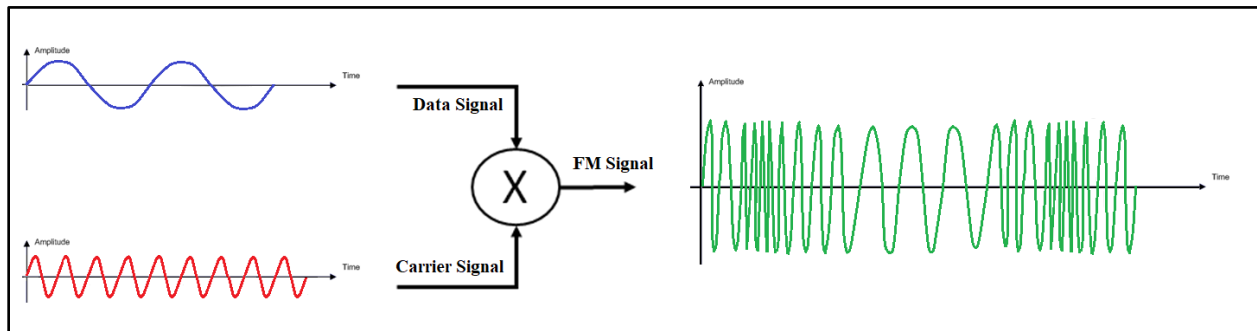 Amplitude
Time
Data Signal
X
FM Signal
Amplitude
Time
Carrier Signal
Amplitude
Time